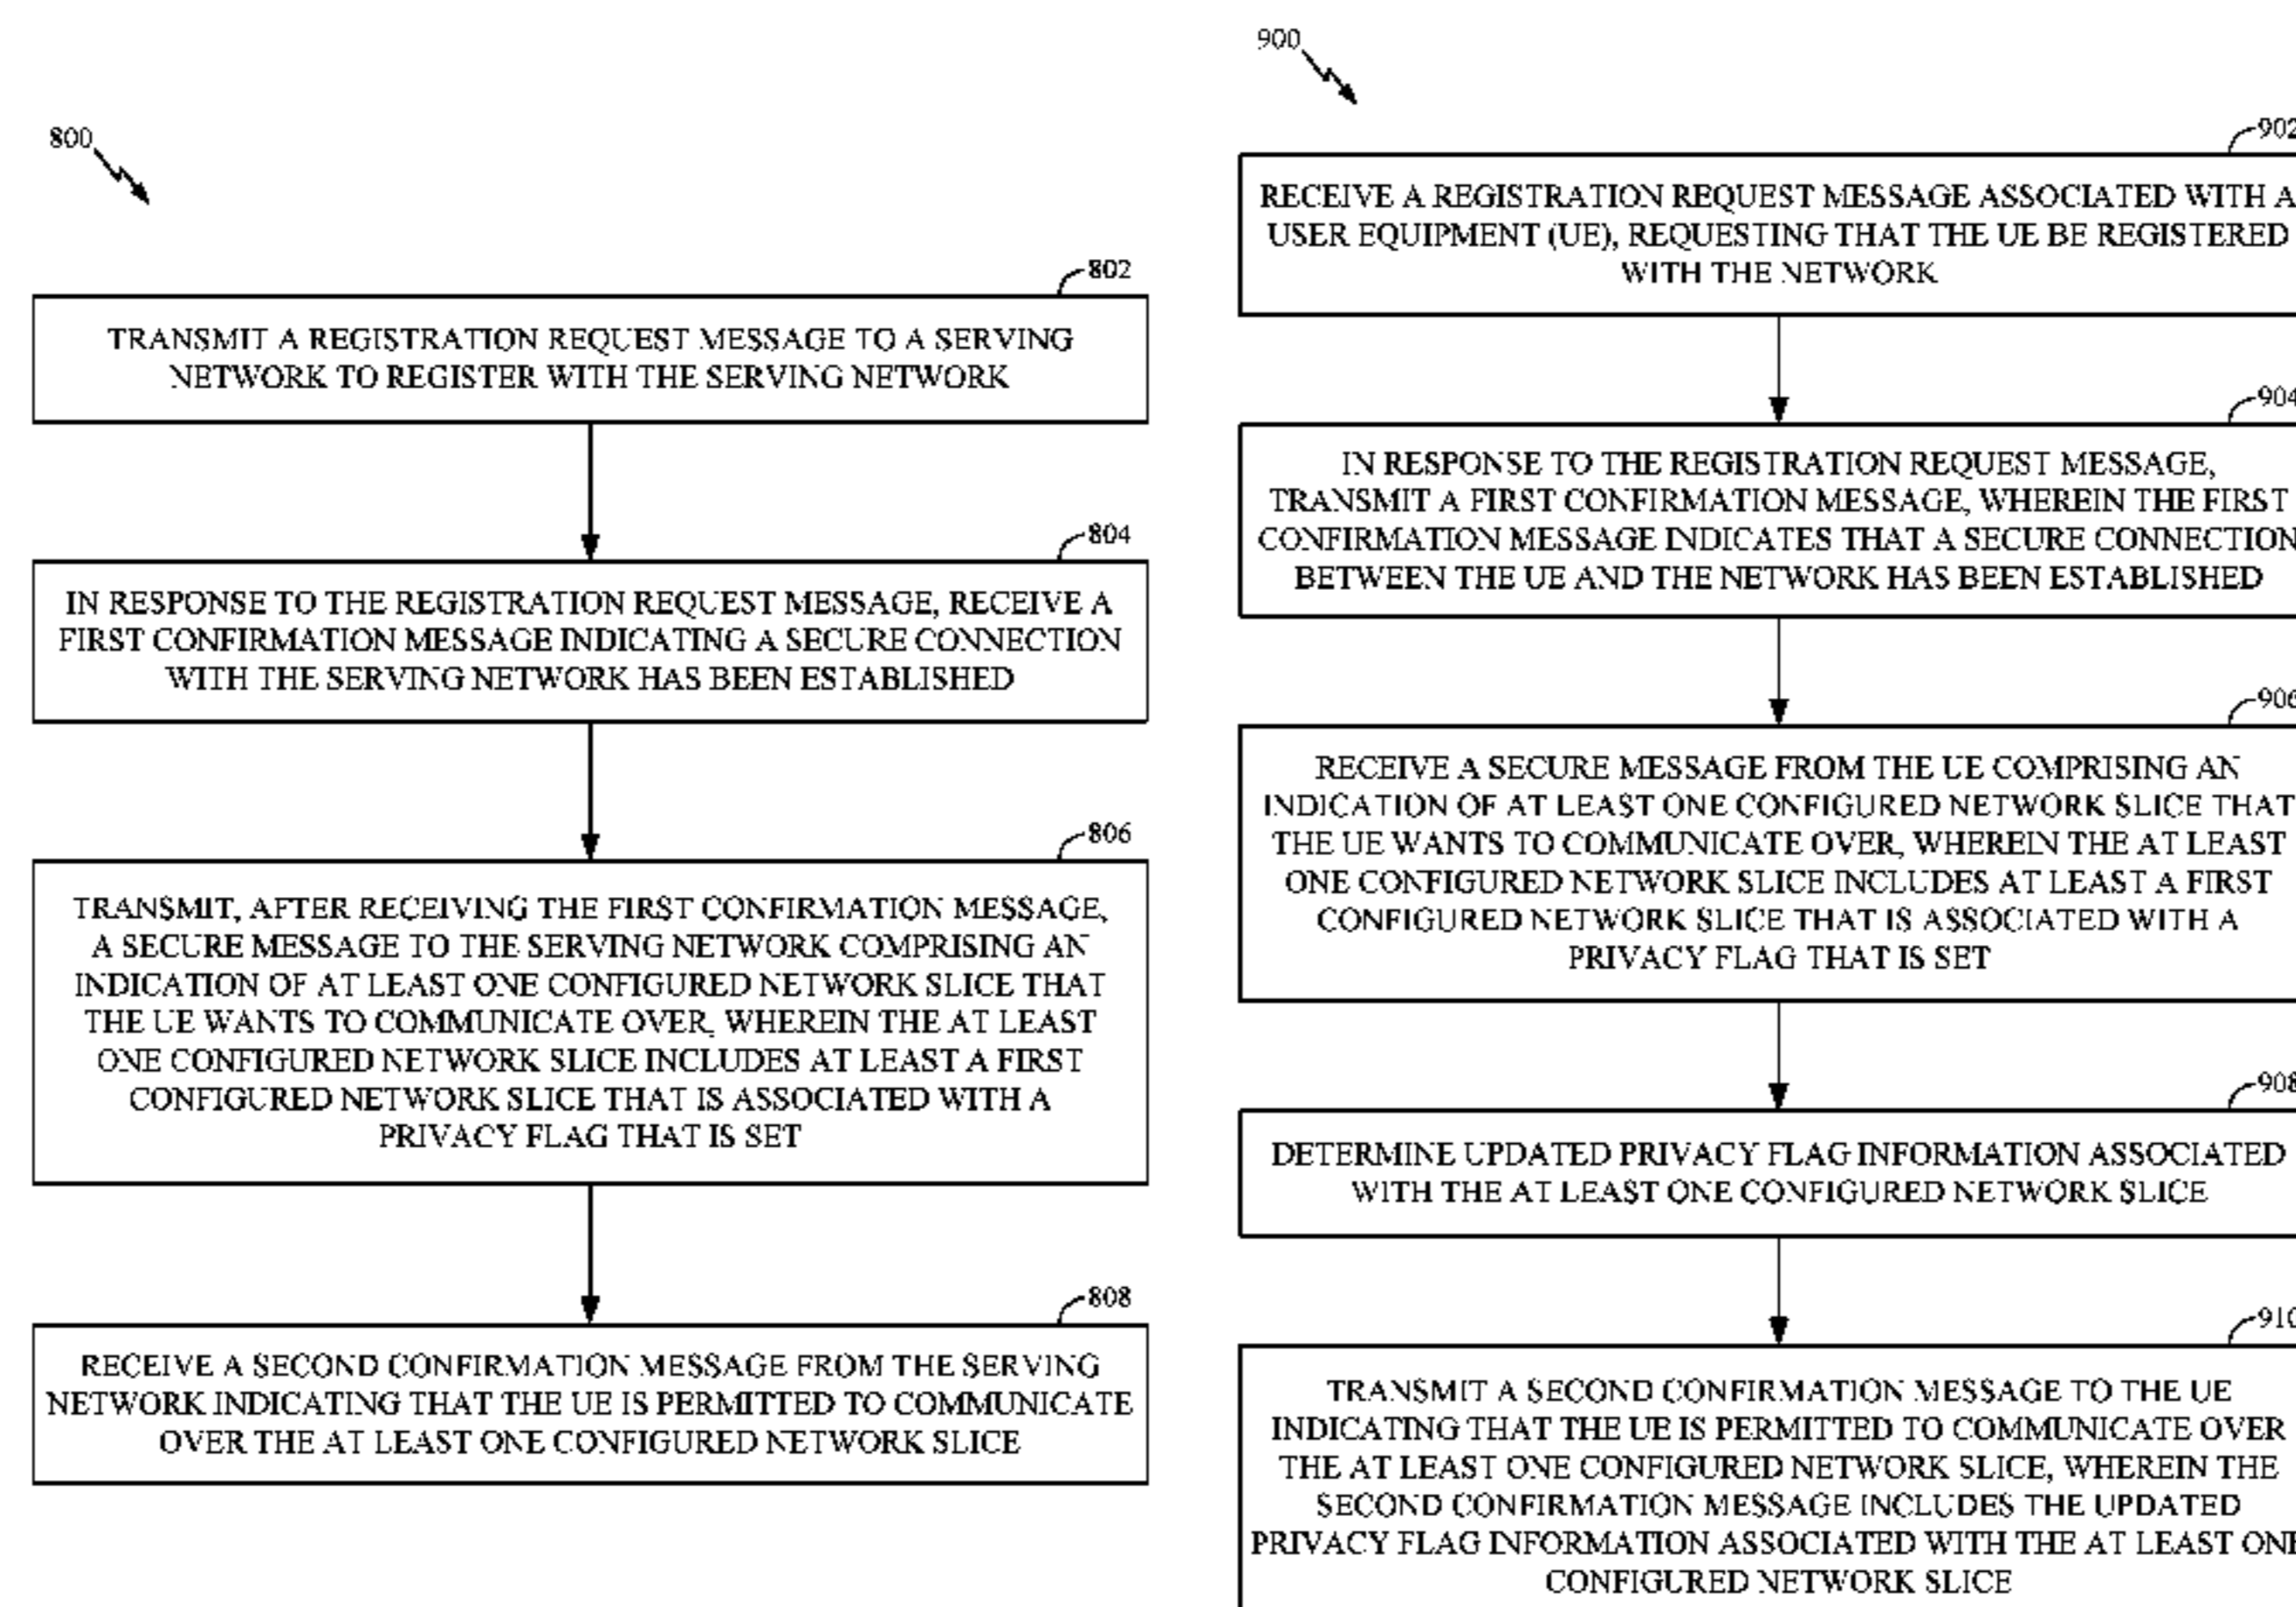 800
802
TRANSMIT A REGISTRATION REQUEST MESSAGE TO A SERVING
NETWORK TO REGISTER WITH THE SERVING NETWORK
804
IN RESPONSE TO THE REGISTRATION REQUEST MESSAGE, RECEIVE A
FIRST CONFIRMATION MESSAGE INDICATING A SECURE CONNECTION
WITH THE SERVING NETWORK HAS BEEN ESTABLISHED
806
TRANSMIT, AFTER RECEIVING THE FIRST CONFIRMATION MESSAGE,
A SECURE MESSAGE TO THE SERVING NETWORK COMPRISING AN
INDICATION OF AT LEAST ONE CONFIGURED NETWORK SLICE THAT
THE UE WANTS TO COMMUNICATE OVER, WHEREIN THE AT LEAST
ONE CONFIGURED NETWORK SLICE INCLUDES AT LEAST A FIRST
CONFIGURED NETWORK SLICE THAT IS ASSOCIATED WITH A
PRIVACY FLAG THAT IS SET
808
RECEIVE A SECOND CONFIRMATION MESSAGE FROM THE SERVING
NETWORK INDICATING THAT THE UE IS PERMITTED TO COMMUNICATE
OVER THE AT LEAST ONE CONFIGURED NETWORK SLICE
900
902
RECEIVE A REGISTRATION REQUEST MESSAGE ASSOCIATED WITH A
USER EQUIPMENT (UE), REQUESTING THAT THE UE BE REGISTERED
WITH THE NETWORK
904
IN RESPONSE TO THE REGISTRATION REQUEST MESSAGE,
TRANSMIT A FIRST CONFIRMATION MESSAGE, WHEREIN THE FIRST
CONFIRMATION MESSAGE INDICATES THAT A SECURE CONNECTION
BETWEEN THE UE AND THE NETWORK HAS BEEN ESTABLISHED
906
RECEIVE A SECURE MESSAGE FROM THE UE COMPRISING AN
INDICATION OF AT LEAST ONE CONFIGURED NETWORK SLICE THAT
THE UE WANTS TO COMMUNICATE OVER, WHEREIN THE AT LEAST
ONE CONFIGURED NETWORK SLICE INCLUDES AT LEAST A FIRST
CONFIGURED NETWORK SLICE THAT IS ASSOCIATED WITH A
PRIVACY FLAG THAT IS SET
908
DETERMINE UPDATED PRIVACY FLAG INFORMATION ASSOCIATED
WITH THE AT LEAST ONE CONFIGURED NETWORK SLICE
910
TRANSMIT A SECOND CONFIRMATION MESSAGE TO THE UE
INDICATING THAT THE UE IS PERMITTED TO COMMUNICATE OVER
THE AT LEAST ONE CONFIGURED NETWORK SLICE, WHEREIN THE
SECOND CONFIRMATION MESSAGE INCLUDES THE UPDATED
PRIVACY FLAG INFORMATION ASSOCIATED WITH THE AT LEAST ONE
CONFIGURED NETWORK SLICE